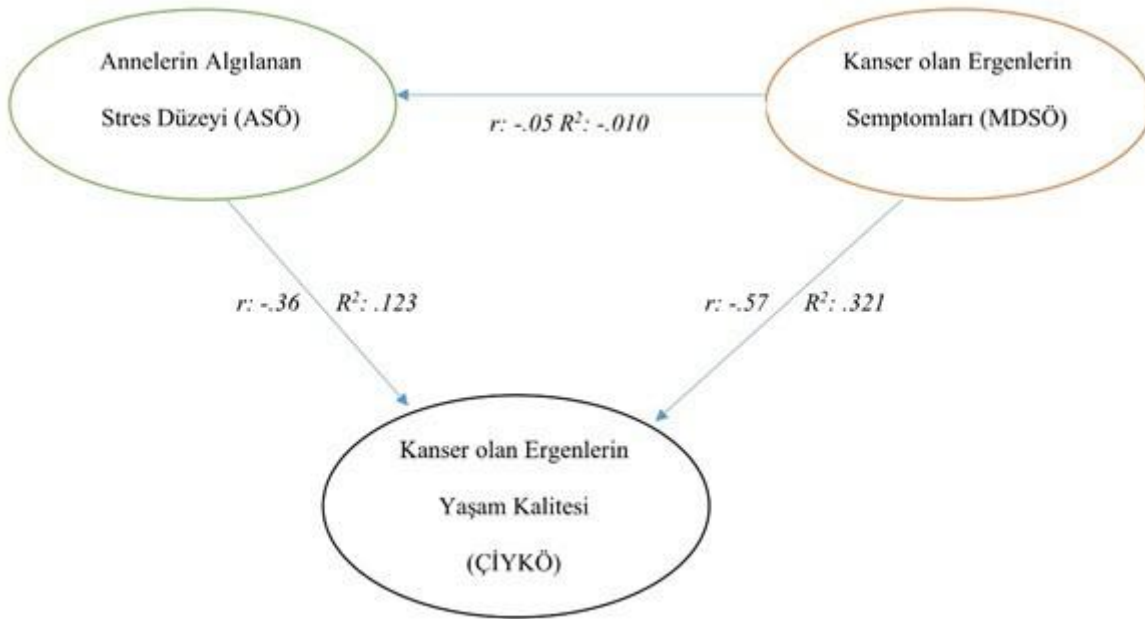 Annelerin Algılanan
Stres Düzeyi (ASÖ)
Kanser olan Ergenlerin
Semptomları (MDSÖ)
r: -.05 R²: -.010
r: -.36 R²: .123
r: -.57 R²: .321
Kanser olan Ergenlerin
Yaşam Kalitesi
(ÇİYKÖ)